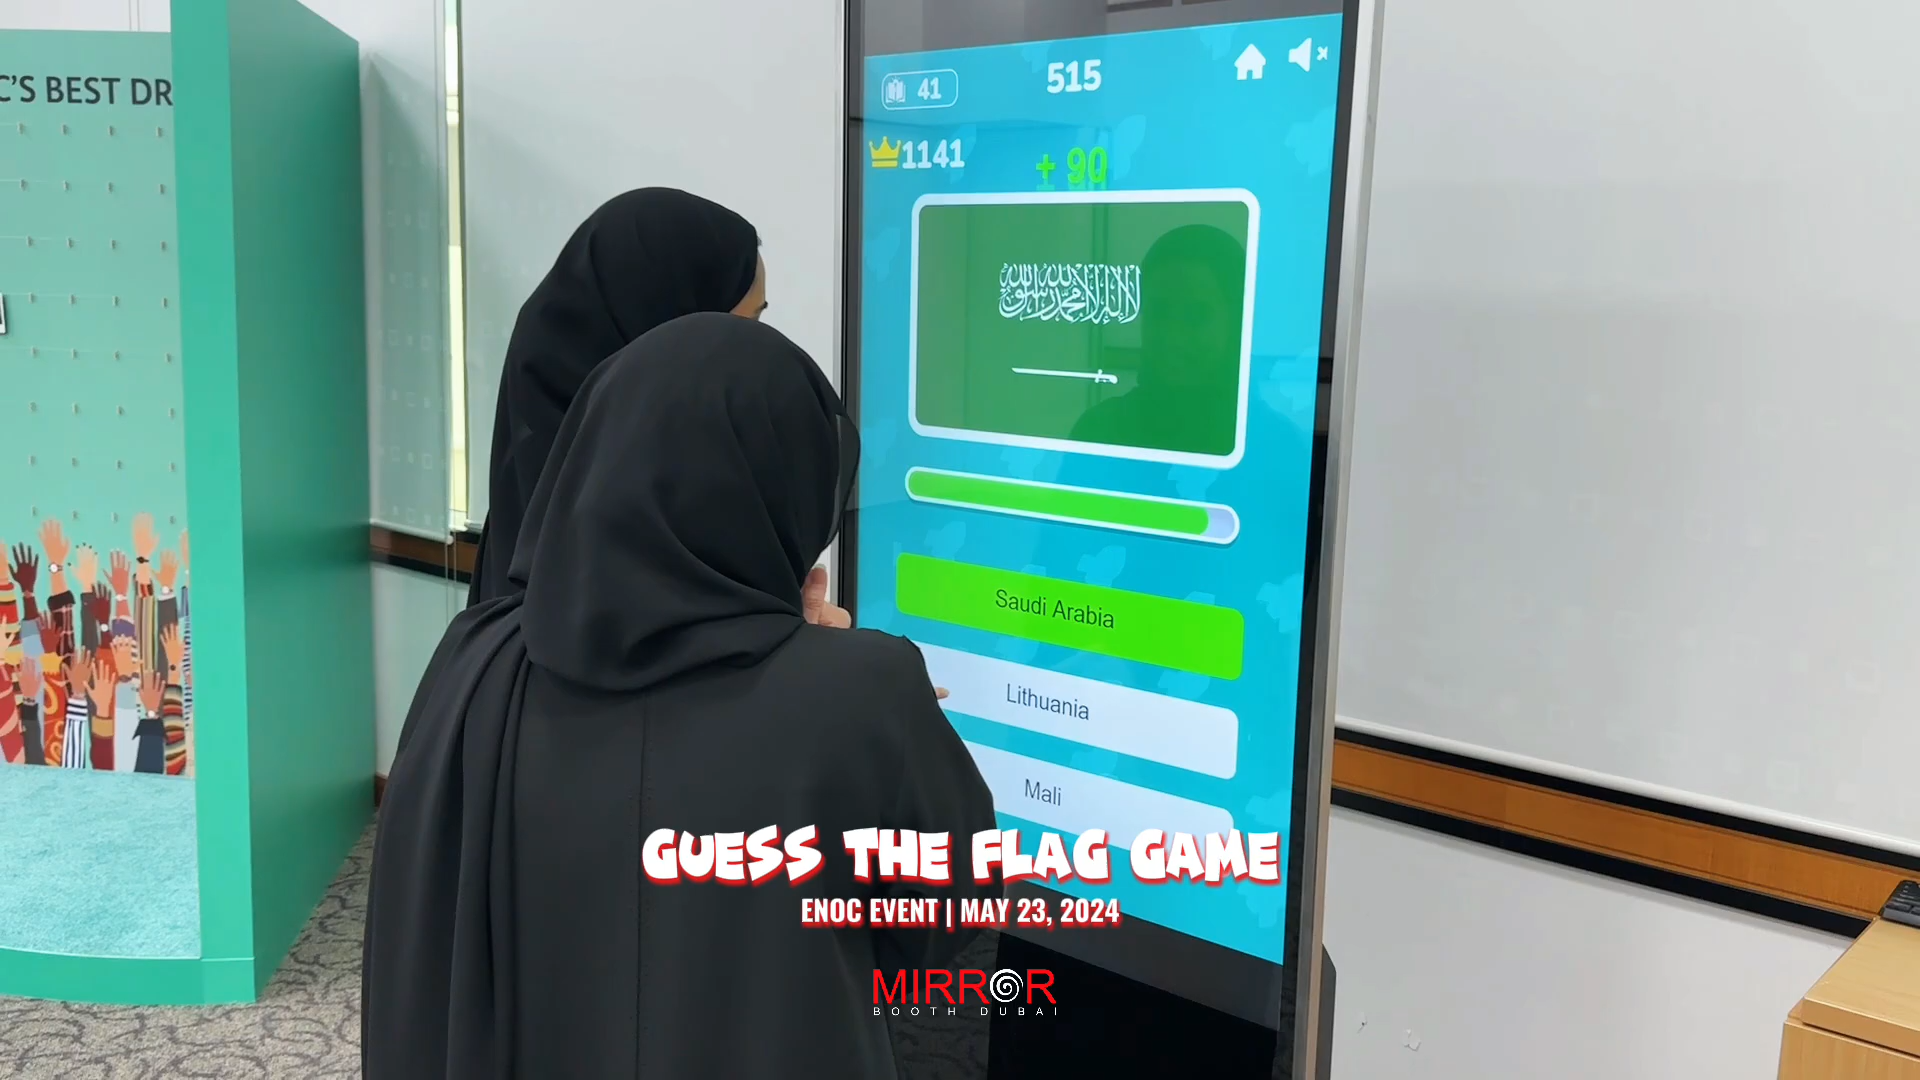 C'S BEST DR
41
515
1141
+ 90
لا إله إلا الله محمد رسول الله
Saudi Arabia
Lithuania
Mali
GUESS THE FLAG GAME
ENOC EVENT | MAY 23, 2024
MIRROR
BOOTH DUBAI